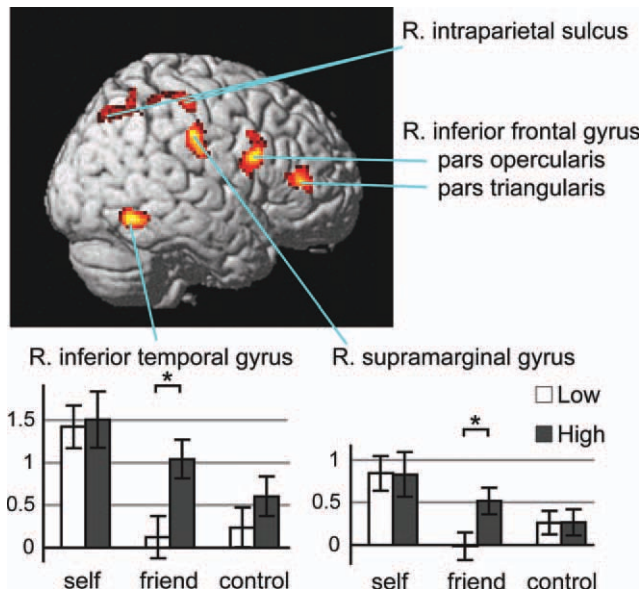 R. intraparietal sulcus
R. inferior frontal gyrus
pars opercularis
pars triangularis
R. inferior temporal gyrus
R. supramarginal gyrus
*
1.5
1
0.5
0
self friend control
Low
High
*
1
0.5
0
self friend control